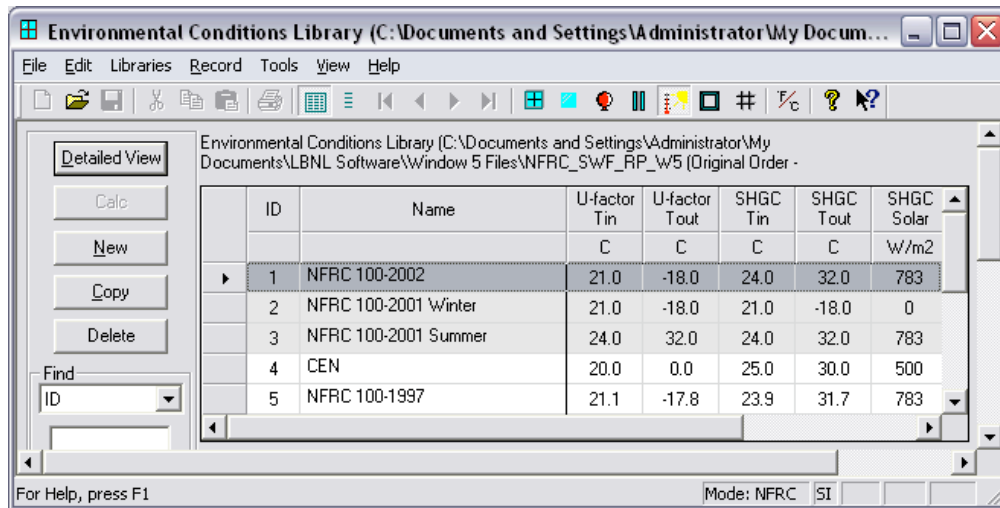 Environmental Conditions Library (C:\Documents and Settings\Administrator\My Docum...
File Edit Libraries Record Tools View Help
F/C
Environmental Conditions Library (C:\Documents and Settings\Administrator\My
Documents\LBNL Software\Window 5 Files\NFRC_SWF_RP_W5 (Original Order -
Detailed View
Calc
New
Copy
Delete
Find
ID
ID Name U-factor Tin U-factor Tout SHGC Tin SHGC Tout SHGC Solar
C C C C W/m2
1 NFRC 100-2002 21.0 -18.0 24.0 32.0 783
2 NFRC 100-2001 Winter 21.0 -18.0 21.0 -18.0 0
3 NFRC 100-2001 Summer 24.0 32.0 24.0 32.0 783
4 CEN 20.0 0.0 25.0 30.0 500
5 NFRC 100-1997 21.1 -17.8 23.9 31.7 783
For Help, press F1 Mode: NFRC SI